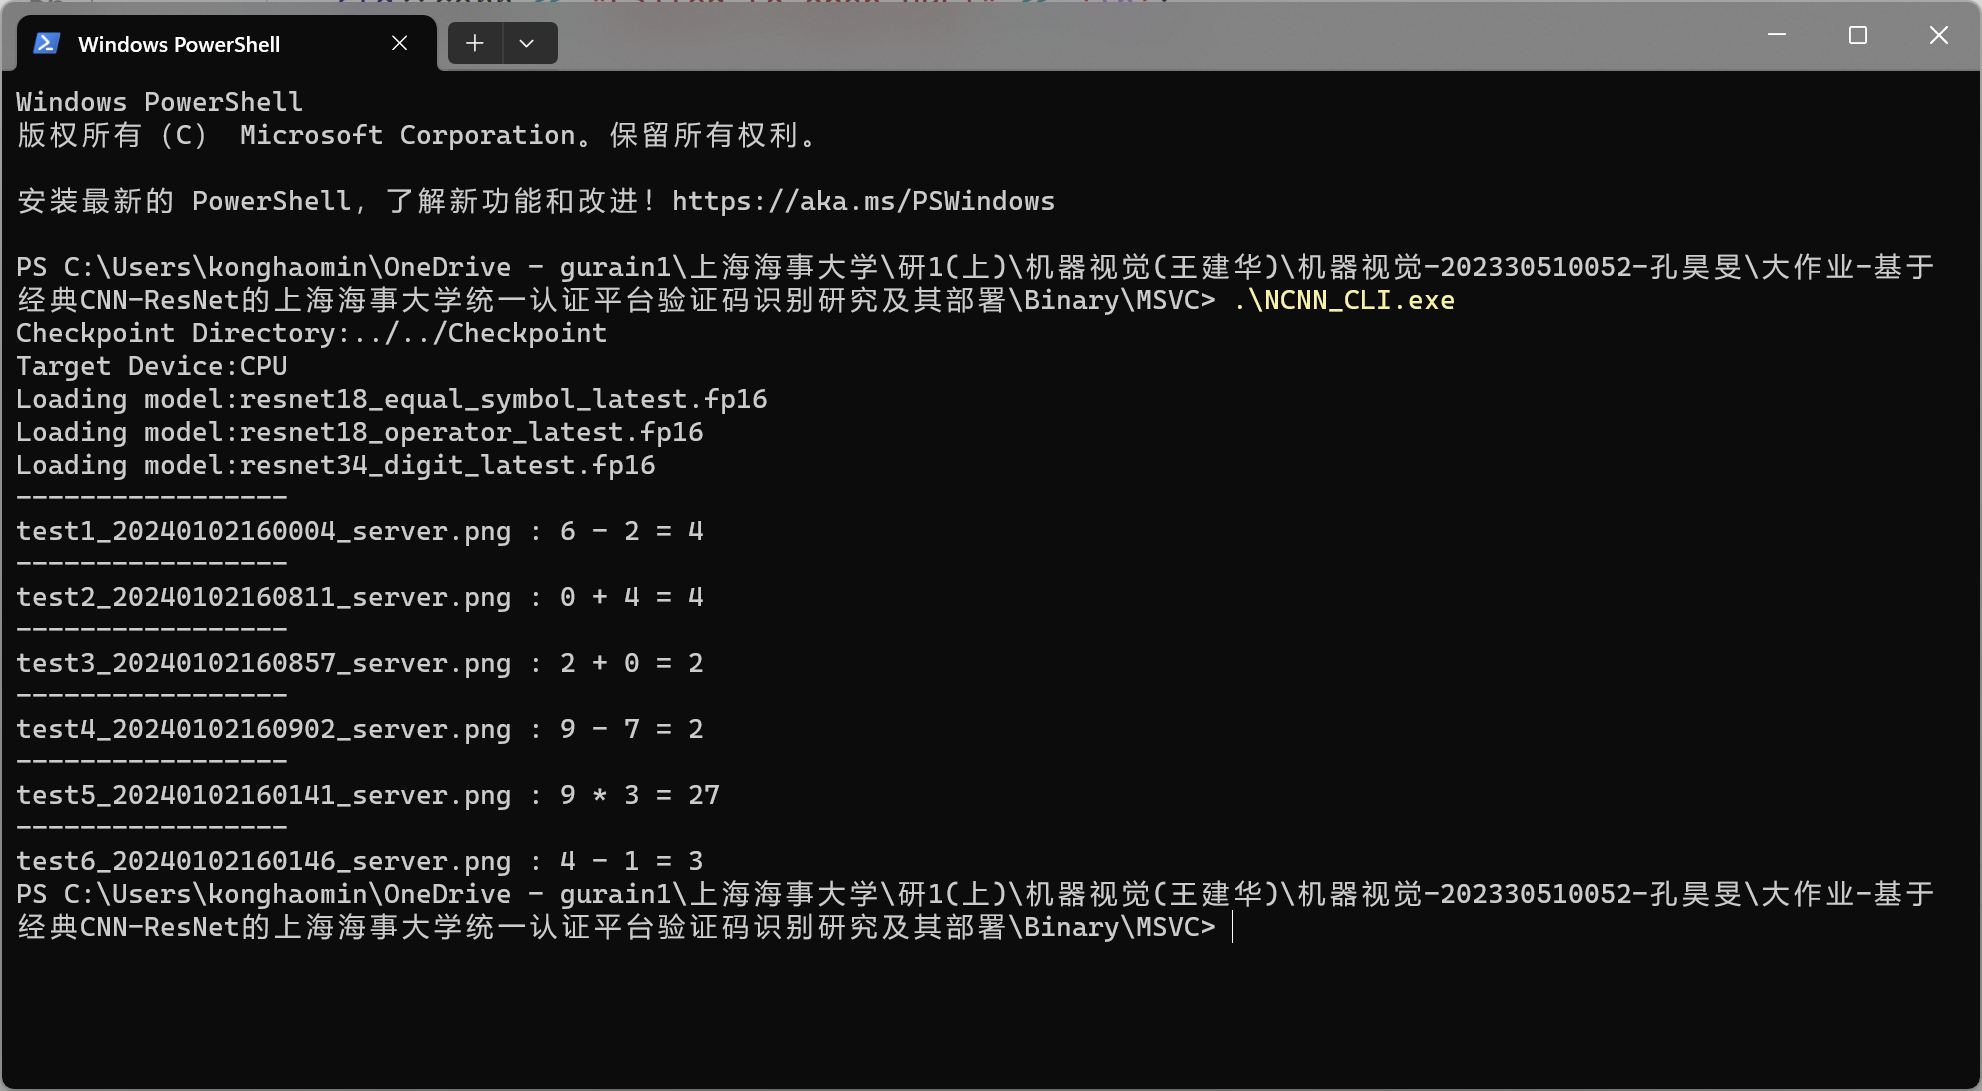 Windows PowerShell
Windows PowerShell
版权所有（C） Microsoft Corporation。保留所有权利。
安装最新的 PowerShell，了解新功能和改进！https://aka.ms/PSWindows
PS C:\Users\konghaomin\OneDrive - gurain1\上海海事大学\研1(上)\机器视觉(王建华)\机器视觉-202330510052-孔昊旻\大作业-基于
经典CNN-ResNet的上海海事大学统一认证平台验证码识别研究及其部署\Binary\MSVC> .\NCNN_CLI.exe
Checkpoint Directory:../../Checkpoint
Target Device:CPU
Loading model:resnet18_equal_symbol_latest.fp16
Loading model:resnet18_operator_latest.fp16
Loading model:resnet34_digit_latest.fp16
-----------------
test1_20240102160004_server.png : 6 - 2 = 4
-----------------
test2_20240102160811_server.png : 0 + 4 = 4
-----------------
test3_20240102160857_server.png : 2 + 0 = 2
-----------------
test4_20240102160902_server.png : 9 - 7 = 2
-----------------
test5_20240102160141_server.png : 9 * 3 = 27
-----------------
test6_20240102160146_server.png : 4 - 1 = 3
PS C:\Users\konghaomin\OneDrive - gurain1\上海海事大学\研1(上)\机器视觉(王建华)\机器视觉-202330510052-孔昊旻\大作业-基于
经典CNN-ResNet的上海海事大学统一认证平台验证码识别研究及其部署\Binary\MSVC>